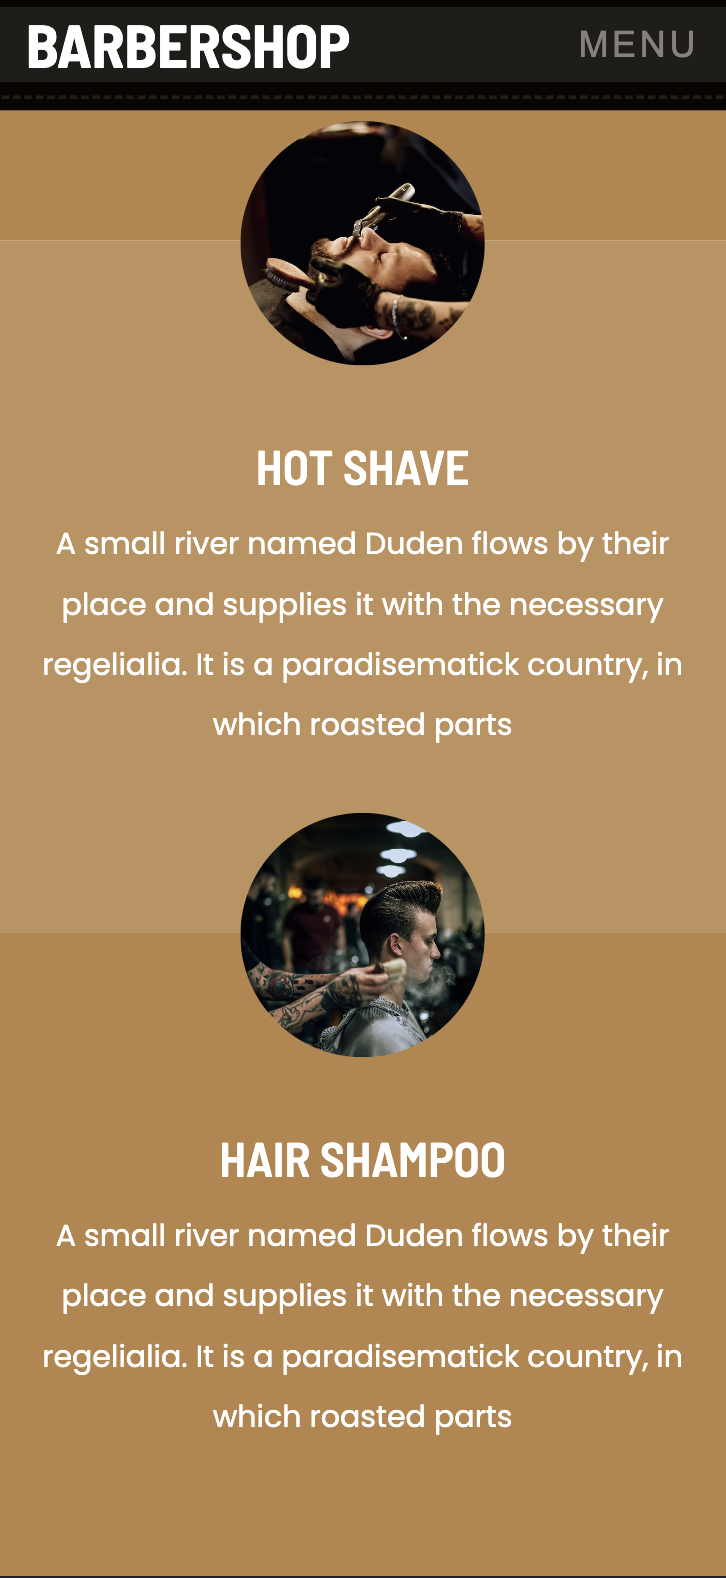 BARBERSHOP MENU
HOT SHAVE
A small river named Duden flows by their
place and supplies it with the necessary
regelialia. It is a paradisematick country, in
which roasted parts
HAIR SHAMPOO
A small river named Duden flows by their
place and supplies it with the necessary
regelialia. It is a paradisematick country, in
which roasted parts